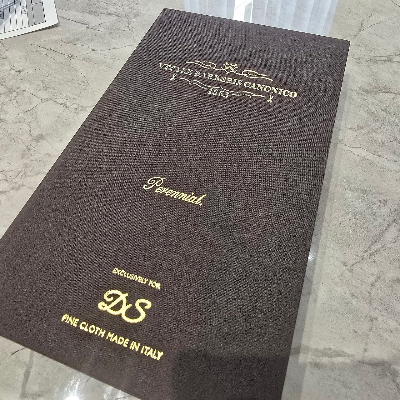 VITALE BARBERIS CANONICO
1663
Perennial.
EXCLUSIVELY FOR
DS
FINE CLOTH MADE IN ITALY